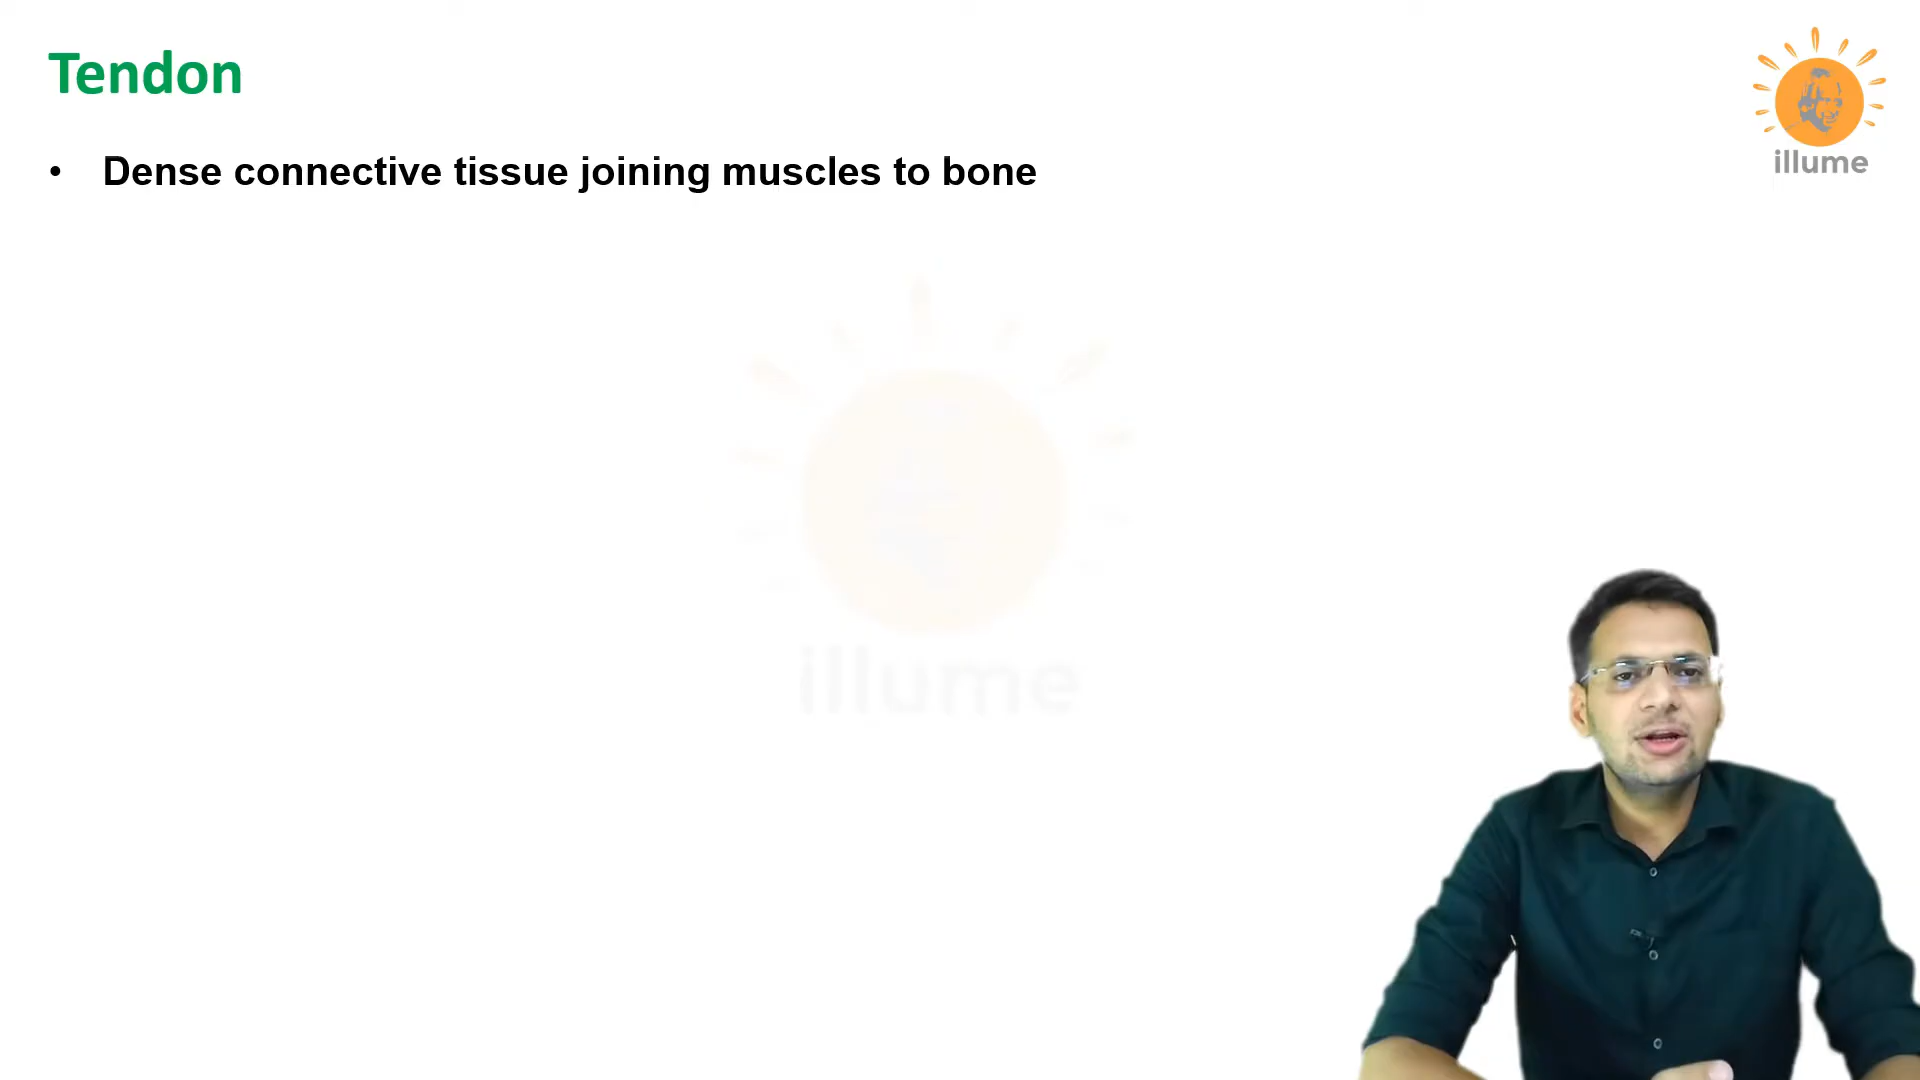 Tendon
• Dense connective tissue joining muscles to bone
illume
illume